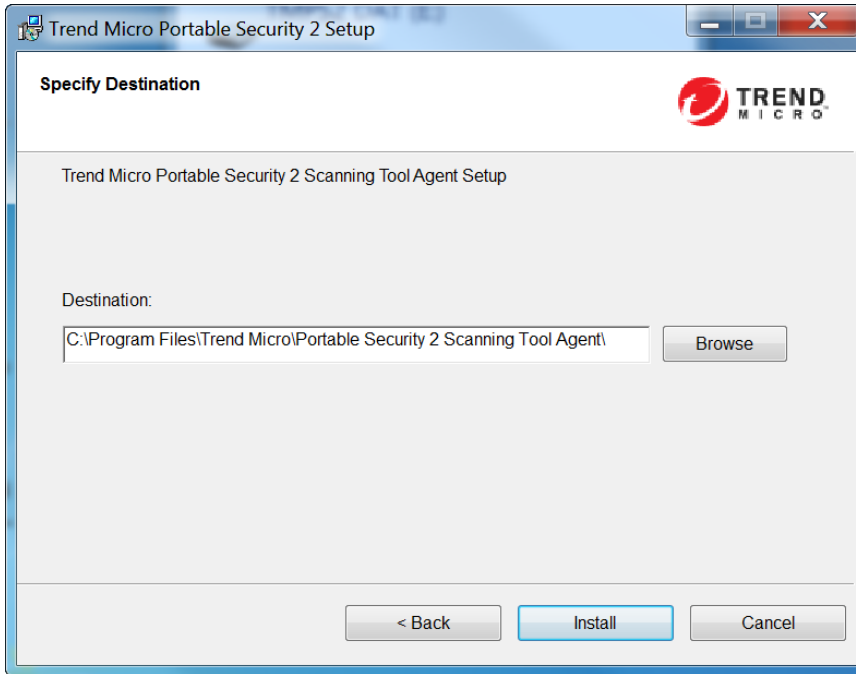 Trend Micro Portable Security 2 Setup
Specify Destination
TREND
MICRO
Trend Micro Portable Security 2 Scanning Tool Agent Setup
Destination:
C:\Program Files\Trend Micro\Portable Security 2 Scanning Tool Agent\
Browse
< Back
Install
Cancel